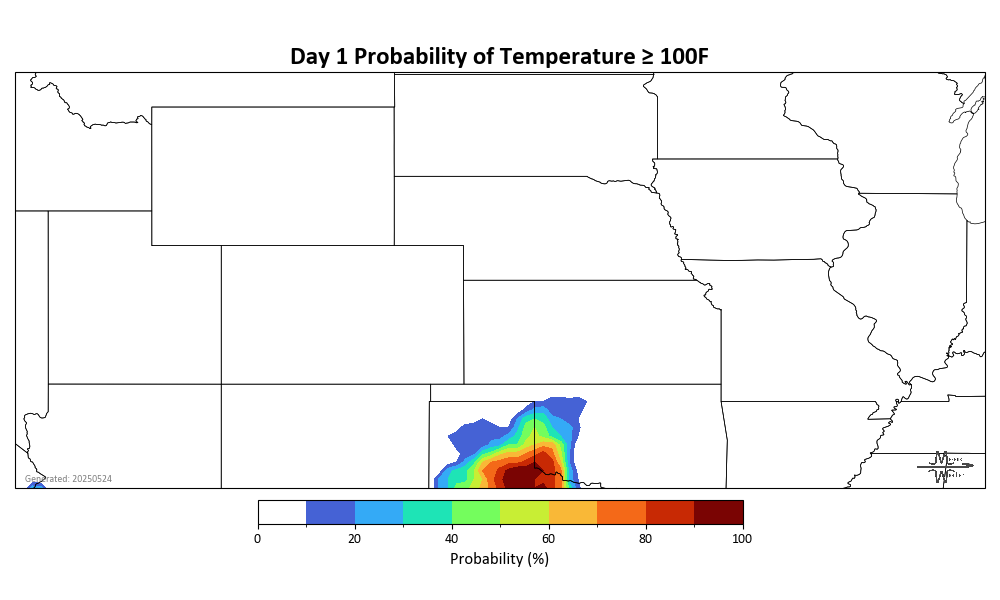 Day 1 Probability of Temperature ≥ 100F
Generated: 20250524
0 20 40 60 80 100
Probability (%)